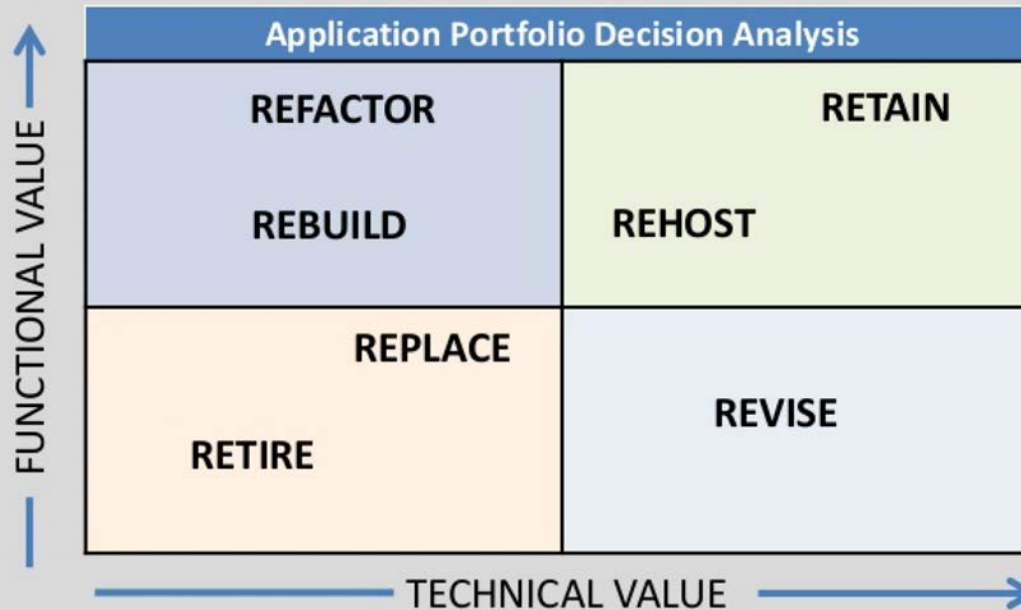 Application Portfolio Decision Analysis
FUNCTIONAL VALUE
REFACTOR
RETAIN
REBUILD
REHOST
REPLACE
REVISE
RETIRE
TECHNICAL VALUE